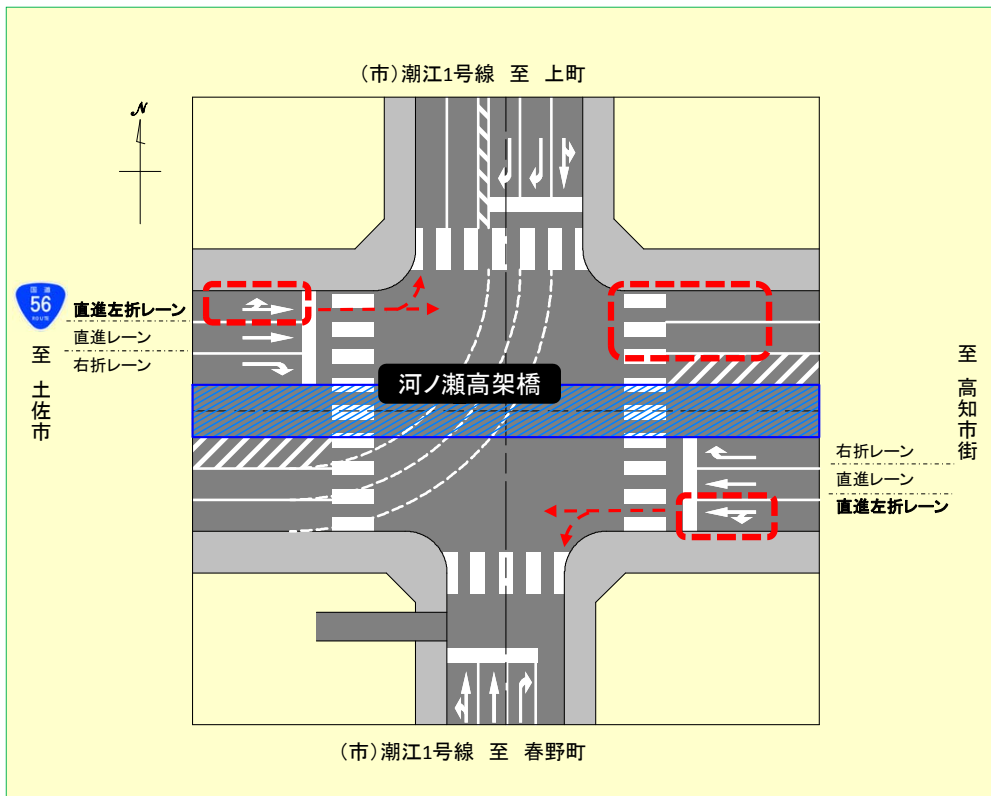 (市)潮江1号線 至 上町
N
国道
56
ROUTE
直進左折レーン
直進レーン
右折レーン
至 土佐市
河ノ瀬高架橋
至 高知市街
右折レーン
直進レーン
直進左折レーン
(市)潮江1号線 至 春野町